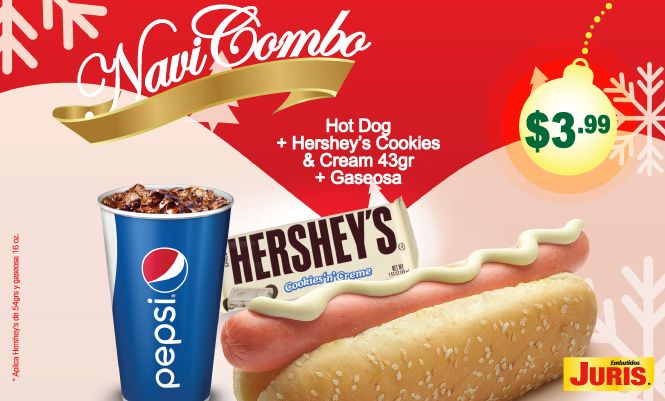 Navi Combo
Hot Dog
+ Hershey's Cookies
& Cream 43gr
+ Gaseosa
$3.99
HERSHEY'S
Cookies 'n' Creme
pepsi
* Aplica Hershey's de 54grs y gaseosa 16 oz.
Embutidos
JURIS.